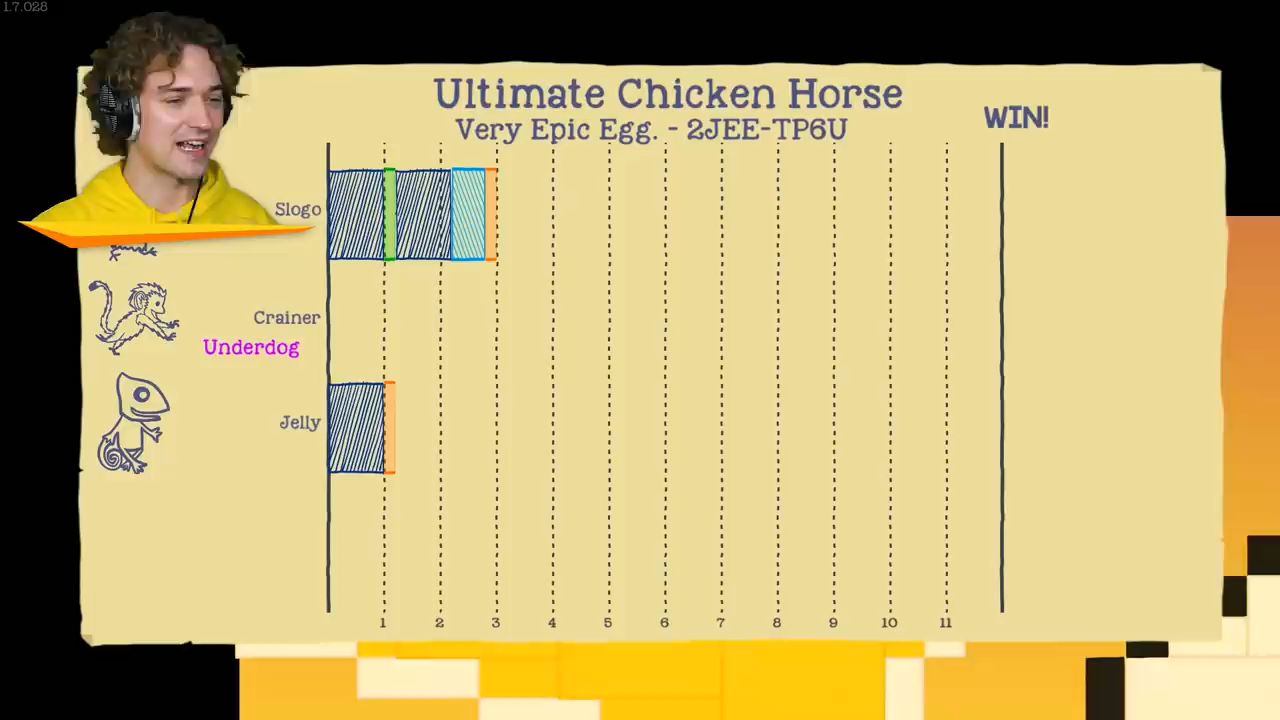 1.7.028
Ultimate Chicken Horse
Very Epic Egg. - 2JEE-TP6U
WIN!
Slogo
Crainer
Underdog
Jelly
1 2 3 4 5 6 7 8 9 10 11